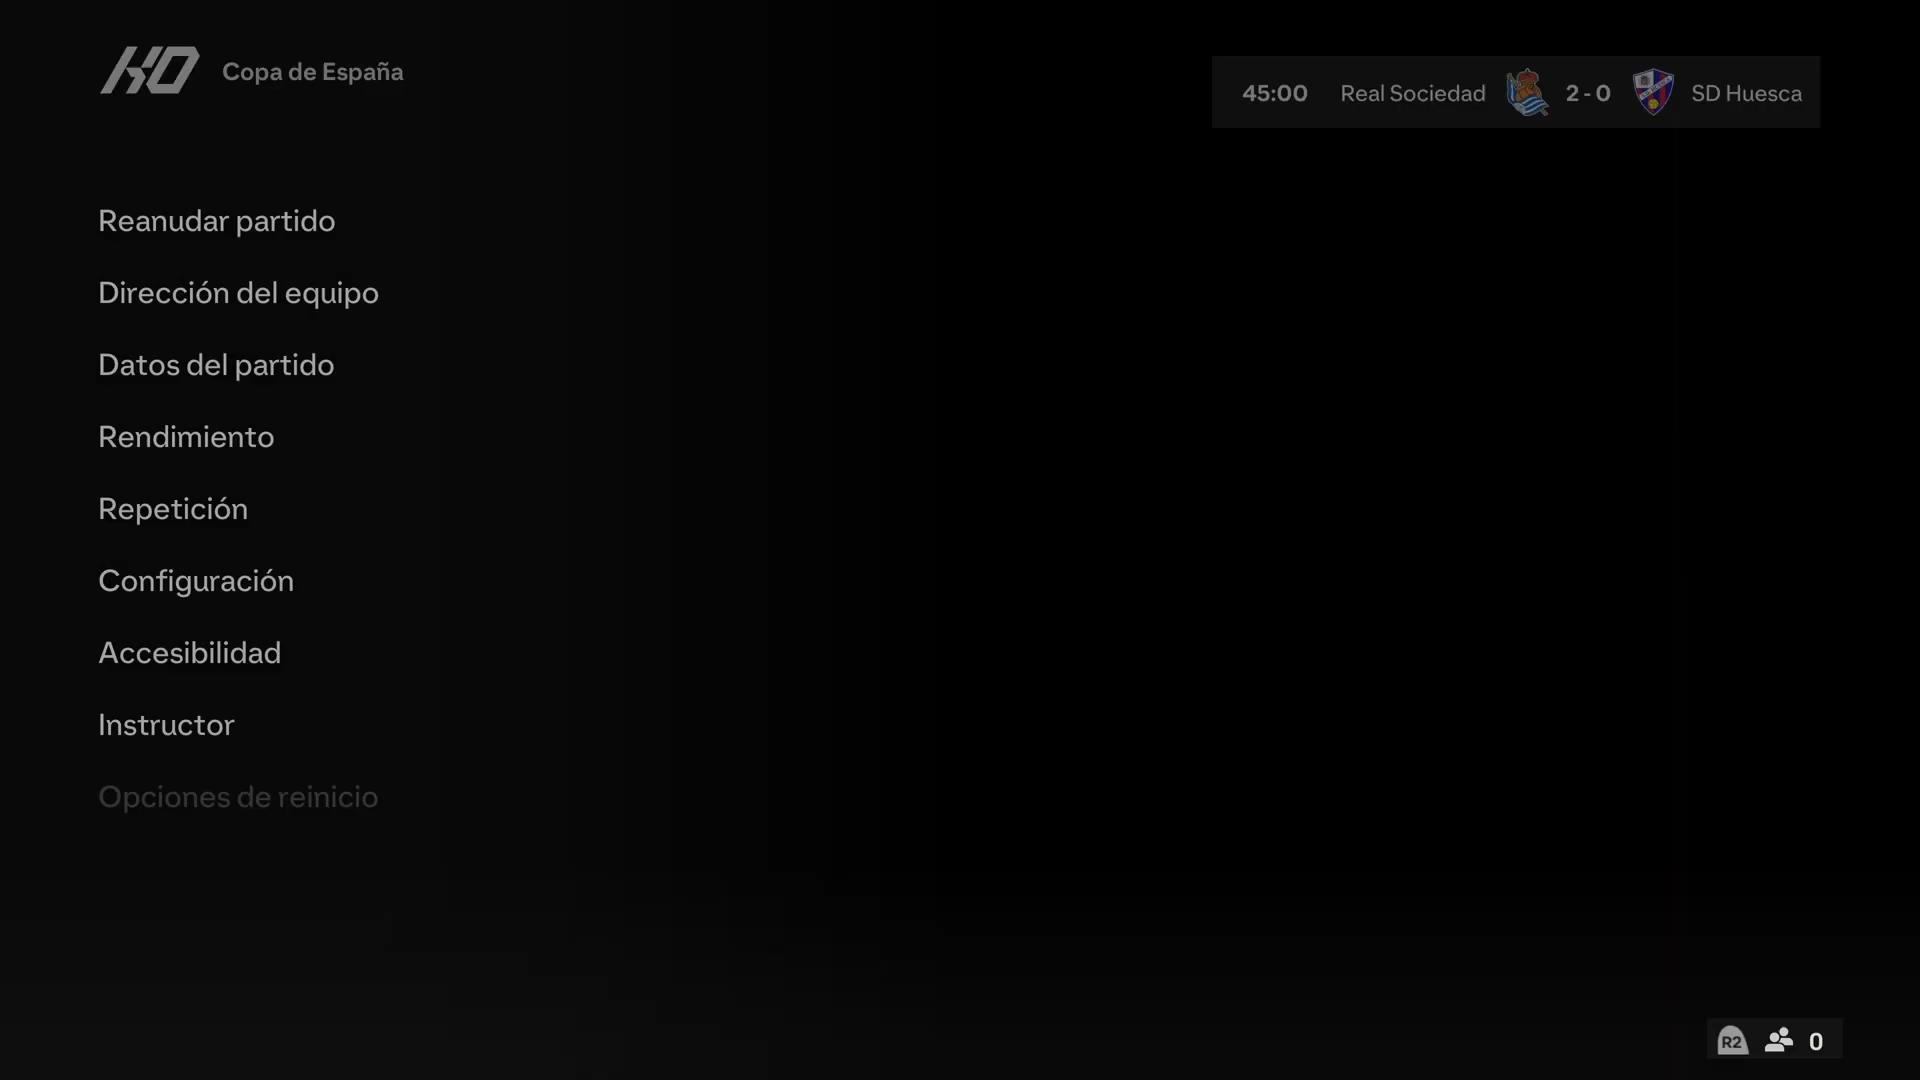 KO Copa de España
45:00 Real Sociedad 2 - 0 SD Huesca
Reanudar partido
Dirección del equipo
Datos del partido
Rendimiento
Repetición
Configuración
Accesibilidad
Instructor
Opciones de reinicio
R2 0